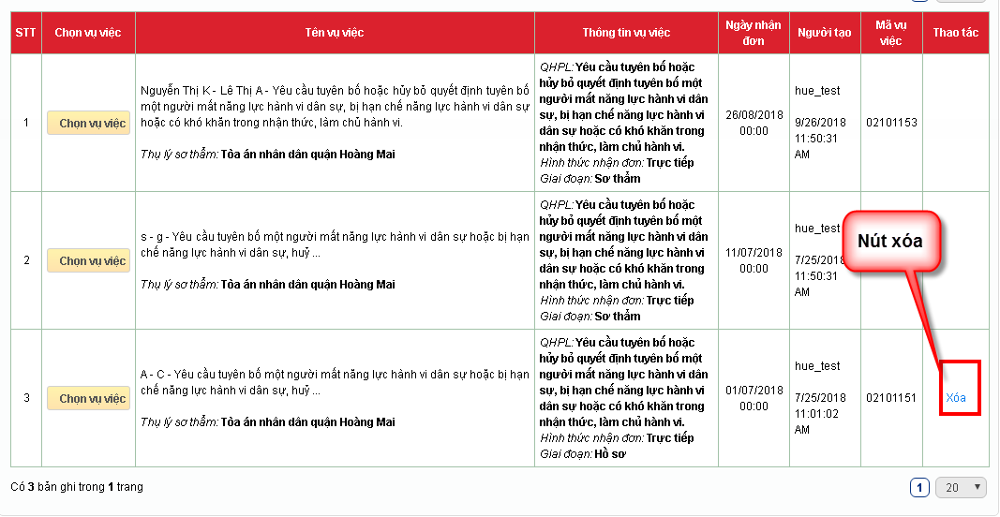 STT Chọn vụ việc Tên vụ việc Thông tin vụ việc Ngày nhận đơn Người tạo Mã vụ việc Thao tác
1
Chọn vụ việc
Nguyễn Thị K - Lê Thị A - Yêu cầu tuyên bố hoặc hủy bỏ quyết định tuyên bố
một người mất năng lực hành vi dân sự, bị hạn chế năng lực hành vi dân sự
hoặc có khó khăn trong nhận thức, làm chủ hành vi.
Thụ lý sơ thẩm: Tòa án nhân dân quận Hoàng Mai
QHPL: Yêu cầu tuyên bố hoặc
hủy bỏ quyết định tuyên bố một
người mất năng lực hành vi dân
sự, bị hạn chế năng lực hành vi
dân sự hoặc có khó khăn trong
nhận thức, làm chủ hành vi.
Hình thức nhận đơn: Trực tiếp
Giai đoạn: Sơ thẩm
26/08/2018
00:00
hue_test
9/26/2018
11:50:31
AM
02101153
2
Chọn vụ việc
s - g - Yêu cầu tuyên bố một người mất năng lực hành vi dân sự hoặc bị hạn
chế năng lực hành vi dân sự, huỷ ...
Thụ lý sơ thẩm: Tòa án nhân dân quận Hoàng Mai
QHPL: Yêu cầu tuyên bố hoặc
hủy bỏ quyết định tuyên bố một
người mất năng lực hành vi dân
sự, bị hạn chế năng lực hành vi
dân sự hoặc có khó khăn trong
nhận thức, làm chủ hành vi.
Hình thức nhận đơn: Trực tiếp
Giai đoạn: Sơ thẩm
11/07/2018
00:00
hue_test
7/25/2018
11:50:31
AM
Nút xóa
3
Chọn vụ việc
A - C - Yêu cầu tuyên bố một người mất năng lực hành vi dân sự hoặc bị hạn
chế năng lực hành vi dân sự, huỷ ...
Thụ lý sơ thẩm: Tòa án nhân dân quận Hoàng Mai
QHPL: Yêu cầu tuyên bố hoặc
hủy bỏ quyết định tuyên bố một
người mất năng lực hành vi dân
sự, bị hạn chế năng lực hành vi
dân sự hoặc có khó khăn trong
nhận thức, làm chủ hành vi.
Hình thức nhận đơn: Trực tiếp
Giai đoạn: Hồ sơ
01/07/2018
00:00
hue_test
7/25/2018
11:01:02
AM
02101151
Xóa
Có 3 bản ghi trong 1 trang
1 20